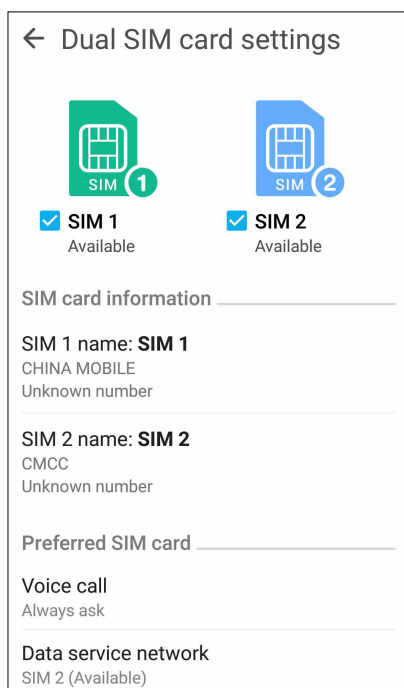 Dual SIM card settings
SIM 1
SIM 2
SIM 1
SIM 2
Available
Available
SIM card information
SIM 1 name: SIM 1
CHINA MOBILE
Unknown number
SIM 2 name: SIM 2
CMCC
Unknown number
Preferred SIM card
Voice call
Always ask
Data service network
SIM 2 (Available)